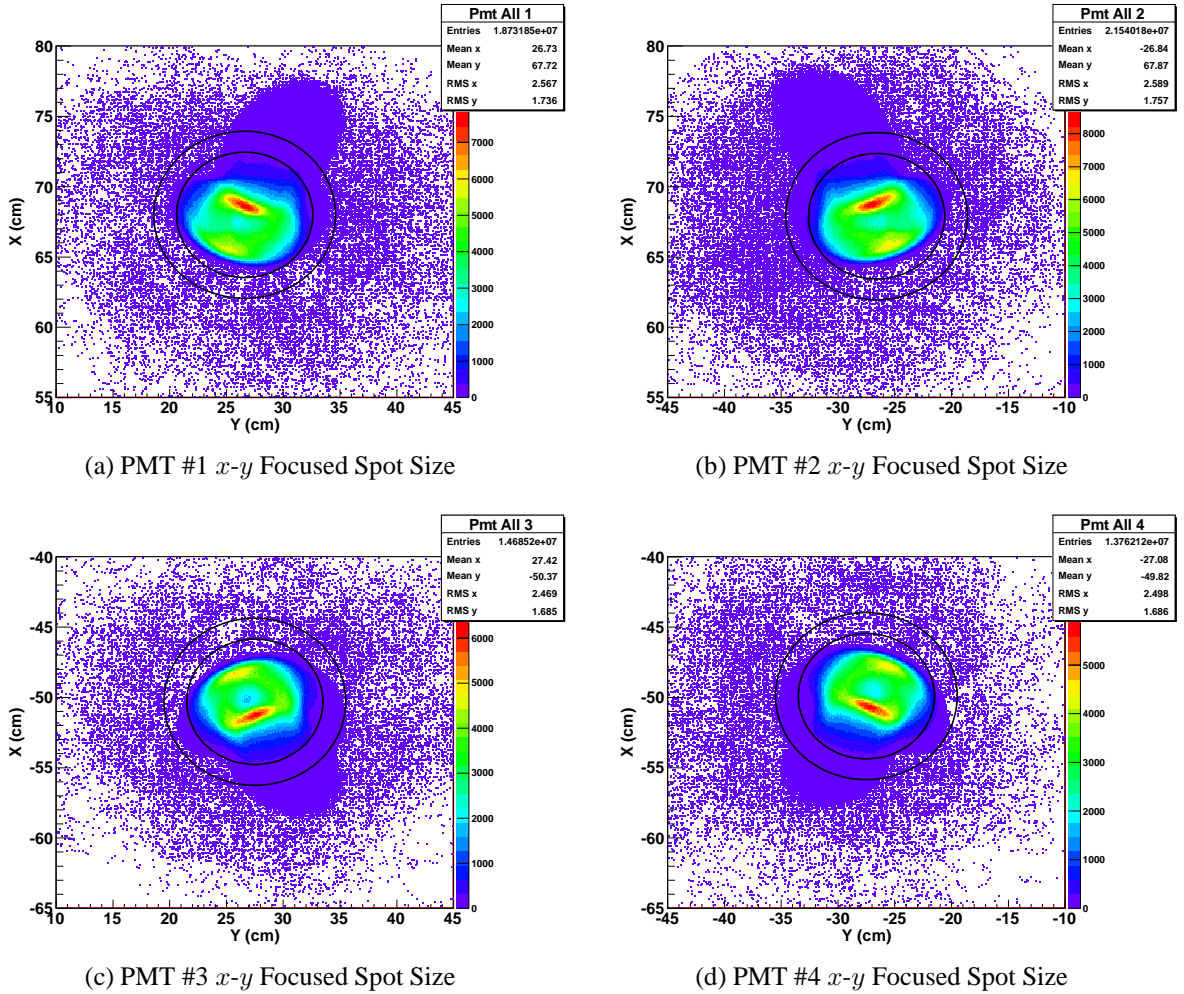 Pmt All 1
Entries 1.873185e+07
Mean x 26.73
Mean y 67.72
RMS x 2.567
RMS y 1.736
80
75
70
65
60
55
10 15 20 25 30 35 40 45
X (cm)
Y (cm)
7000
6000
5000
4000
3000
2000
1000
0
(a) PMT #1 x-y Focused Spot Size
Pmt All 2
Entries 2.154018e+07
Mean x -26.84
Mean y 67.87
RMS x 2.589
RMS y 1.757
80
75
70
65
60
55
-45 -40 -35 -30 -25 -20 -15 -10
X (cm)
Y (cm)
8000
7000
6000
5000
4000
3000
2000
1000
0
(b) PMT #2 x-y Focused Spot Size
Pmt All 3
Entries 1.46852e+07
Mean x 27.42
Mean y -50.37
RMS x 2.469
RMS y 1.685
-40
-45
-50
-55
-60
-65
10 15 20 25 30 35 40 45
X (cm)
Y (cm)
6000
5000
4000
3000
2000
1000
0
(c) PMT #3 x-y Focused Spot Size
Pmt All 4
Entries 1.376212e+07
Mean x -27.08
Mean y -49.82
RMS x 2.498
RMS y 1.686
-40
-45
-50
-55
-60
-65
-45 -40 -35 -30 -25 -20 -15 -10
X (cm)
Y (cm)
5000
4000
3000
2000
1000
0
(d) PMT #4 x-y Focused Spot Size